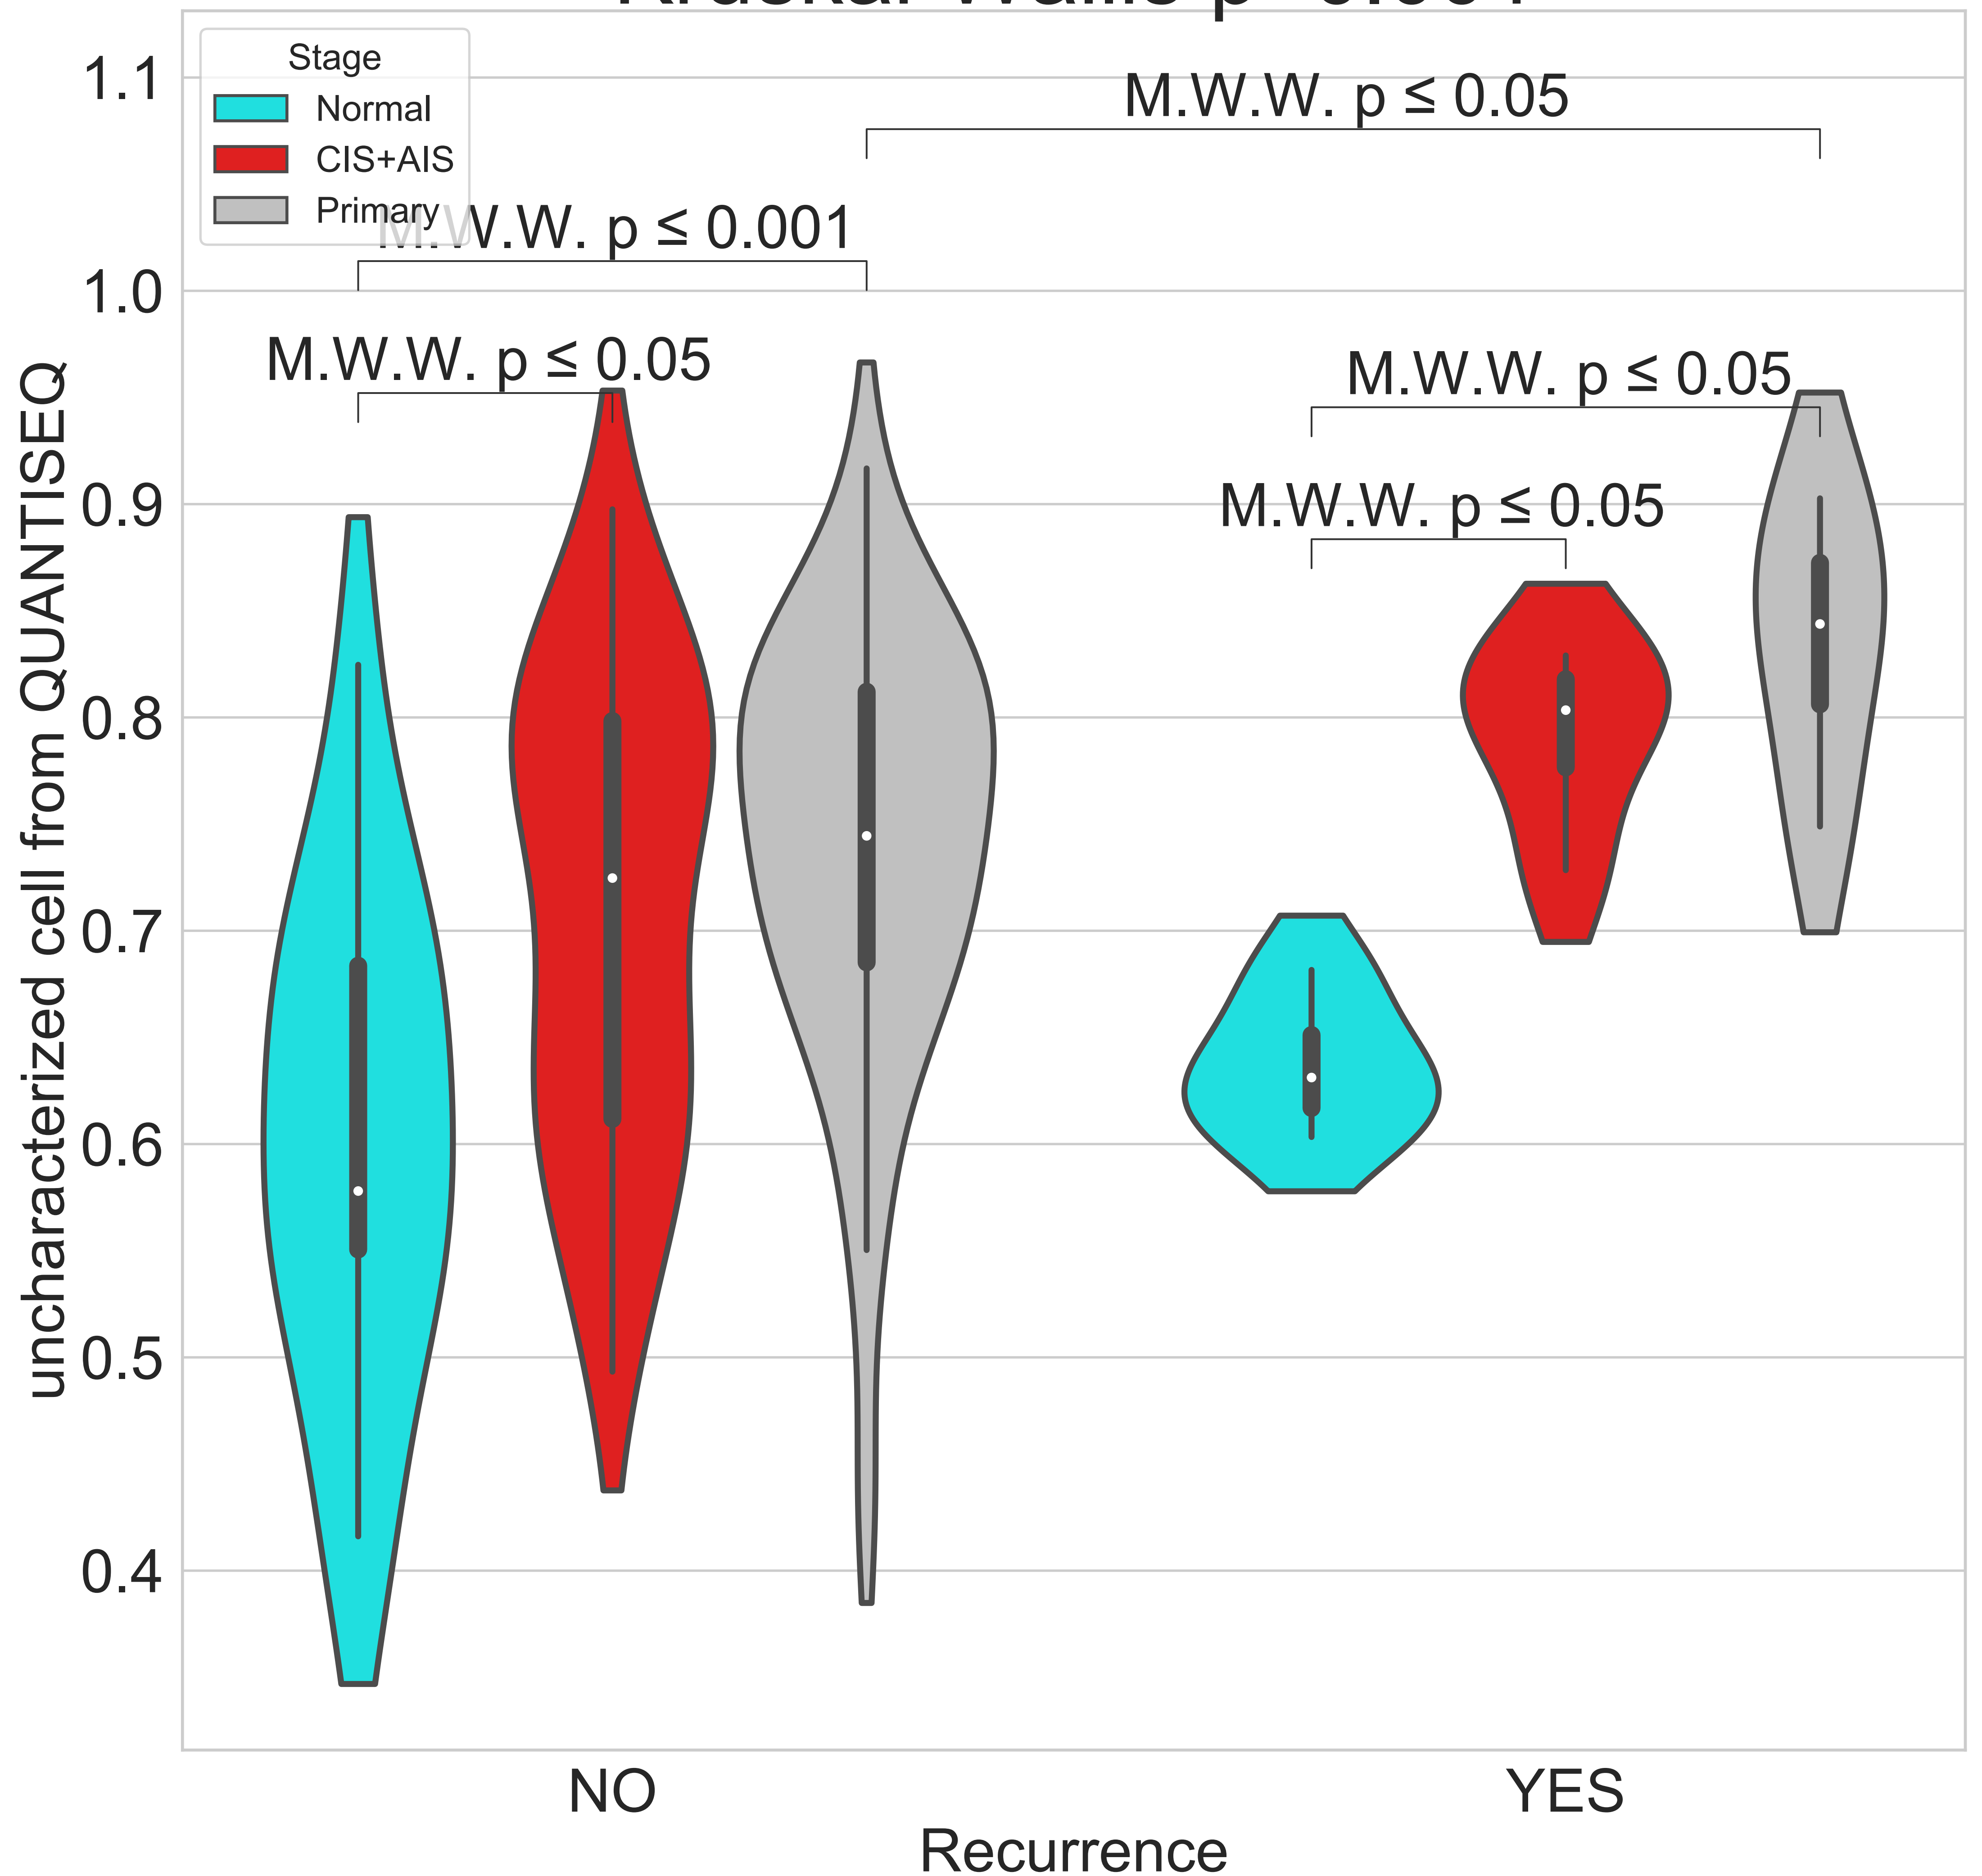 Stage
Normal
CIS+AIS
Primary
M.W.W. p ≤ 0.05
M.W.W. p ≤ 0.001
M.W.W. p ≤ 0.05
M.W.W. p ≤ 0.05
M.W.W. p ≤ 0.05
1.1
1.0
0.9
0.8
0.7
0.6
0.5
0.4
uncharacterized cell from QUANTISEQ
NO
YES
Recurrence